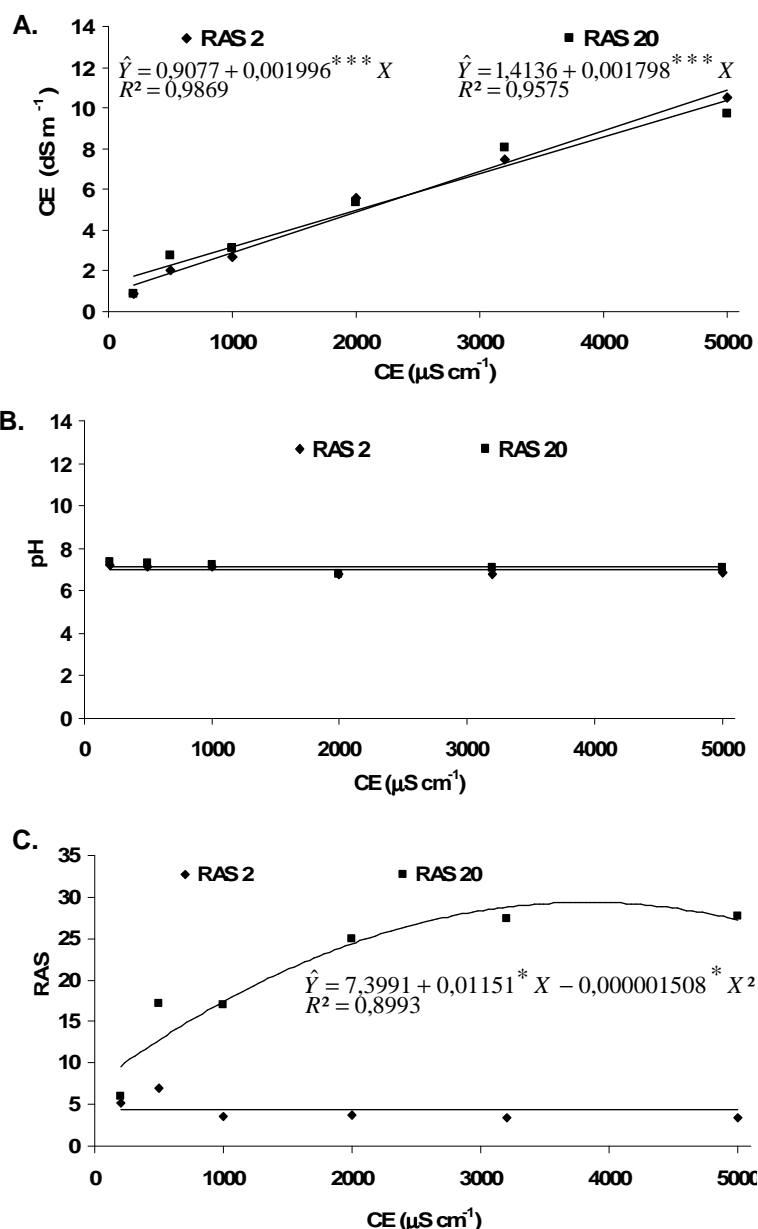 A.
RAS 2 RAS 20
Ŷ = 0,9077 + 0,001996*** X Ŷ = 1,4136 + 0,001798*** X
R² = 0,9869 R² = 0,9575
CE (dS m⁻¹)
14
12
10
8
6
4
2
0
0 1000 2000 3000 4000 5000
CE (µS cm⁻¹)
B.
RAS 2 RAS 20
pH
14
12
10
8
6
4
2
0
0 1000 2000 3000 4000 5000
CE (µS cm⁻¹)
C.
RAS 2 RAS 20
RAS
35
30
25
20
15
10
5
0
Ŷ = 7,3991 + 0,01151* X − 0,000001508* X²
R² = 0,8993
0 1000 2000 3000 4000 5000
CE (µS cm⁻¹)